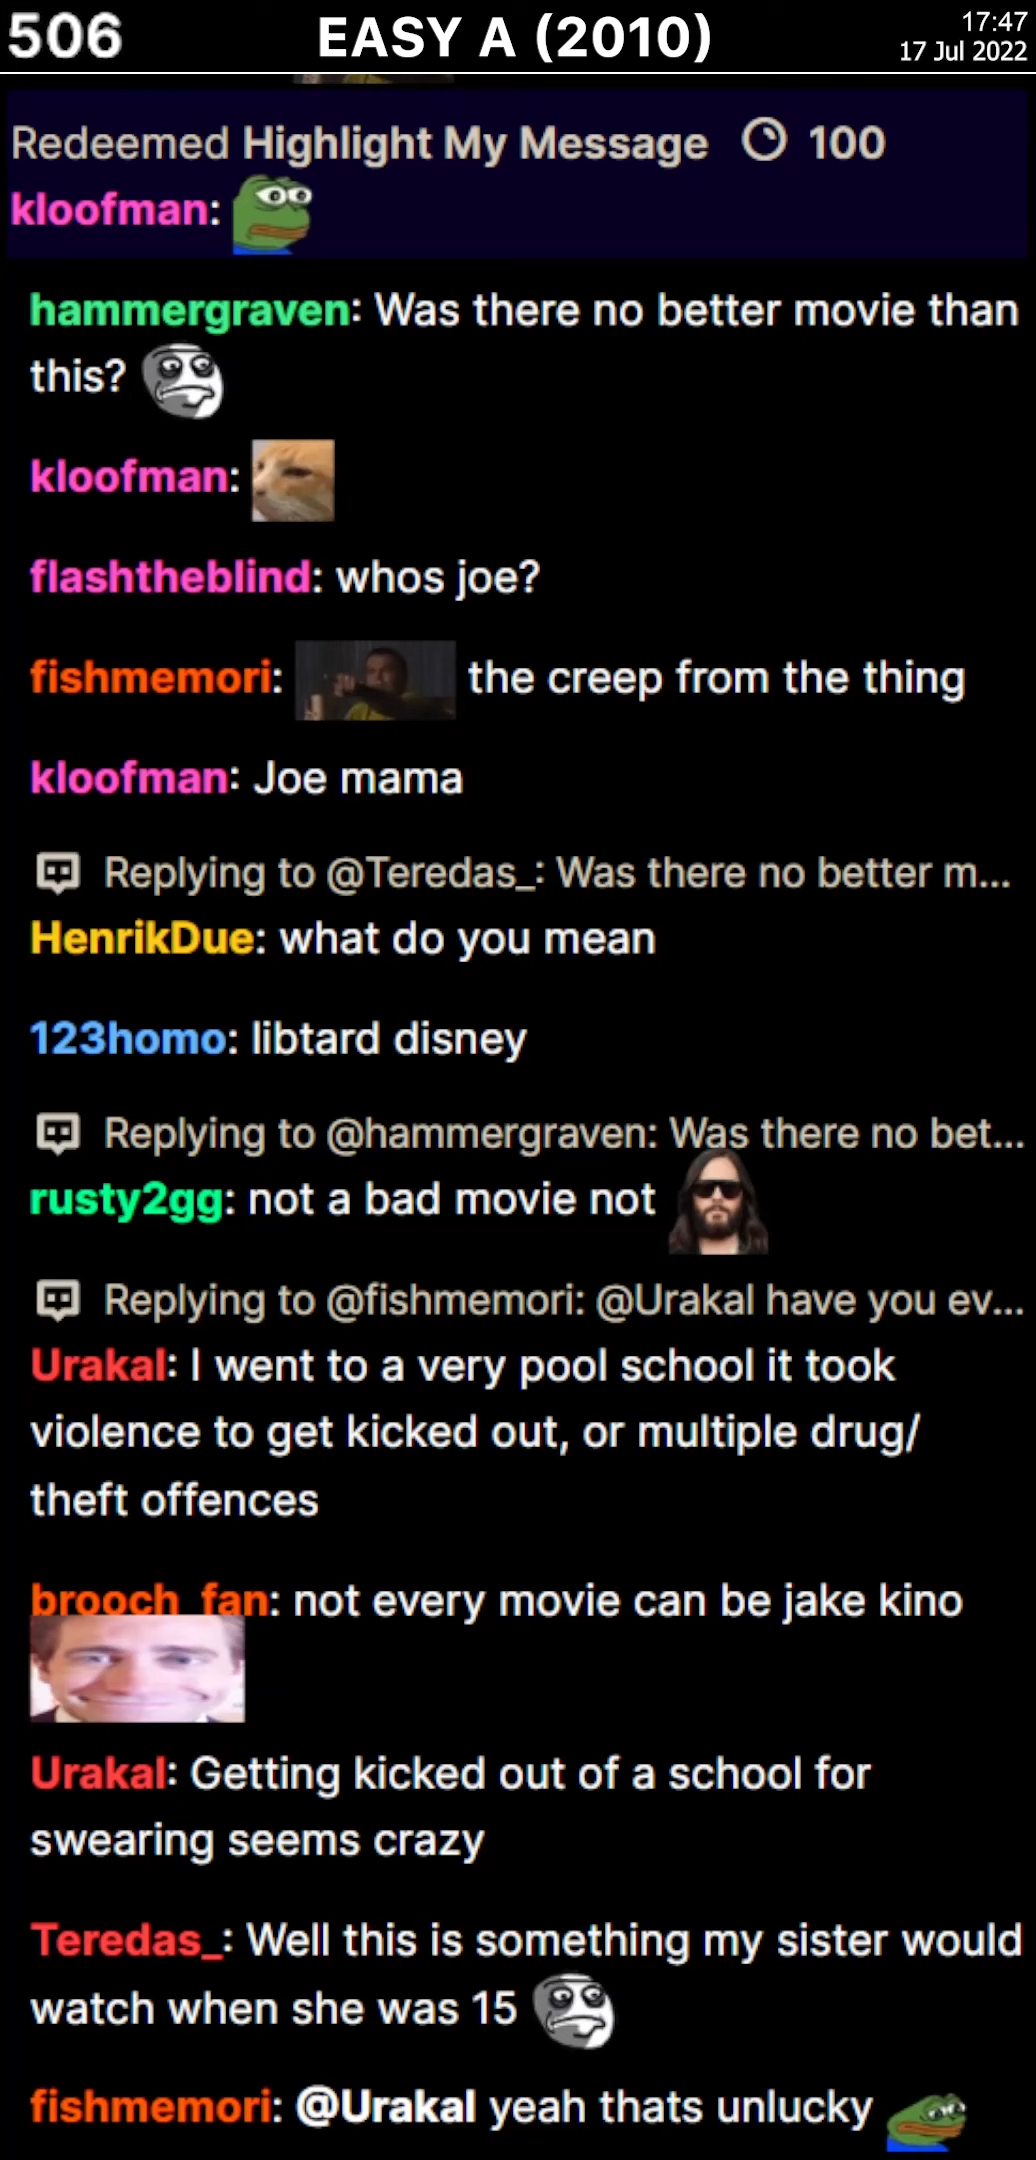 506
EASY A (2010)
17:47
17 Jul 2022
Redeemed Highlight My Message 100
kloofman:
hammergraven: Was there no better movie than
this?
kloofman:
flashtheblind: whos joe?
fishmemori: the creep from the thing
kloofman: Joe mama
Replying to @Teredas_: Was there no better m...
HenrikDue: what do you mean
123homo: libtard disney
Replying to @hammergraven: Was there no bet...
rusty2gg: not a bad movie not
Replying to @fishmemori: @Urakal have you ev...
Urakal: I went to a very pool school it took
violence to get kicked out, or multiple drug/
theft offences
brooch_fan: not every movie can be jake kino
Urakal: Getting kicked out of a school for
swearing seems crazy
Teredas_: Well this is something my sister would
watch when she was 15
fishmemori: @Urakal yeah thats unlucky